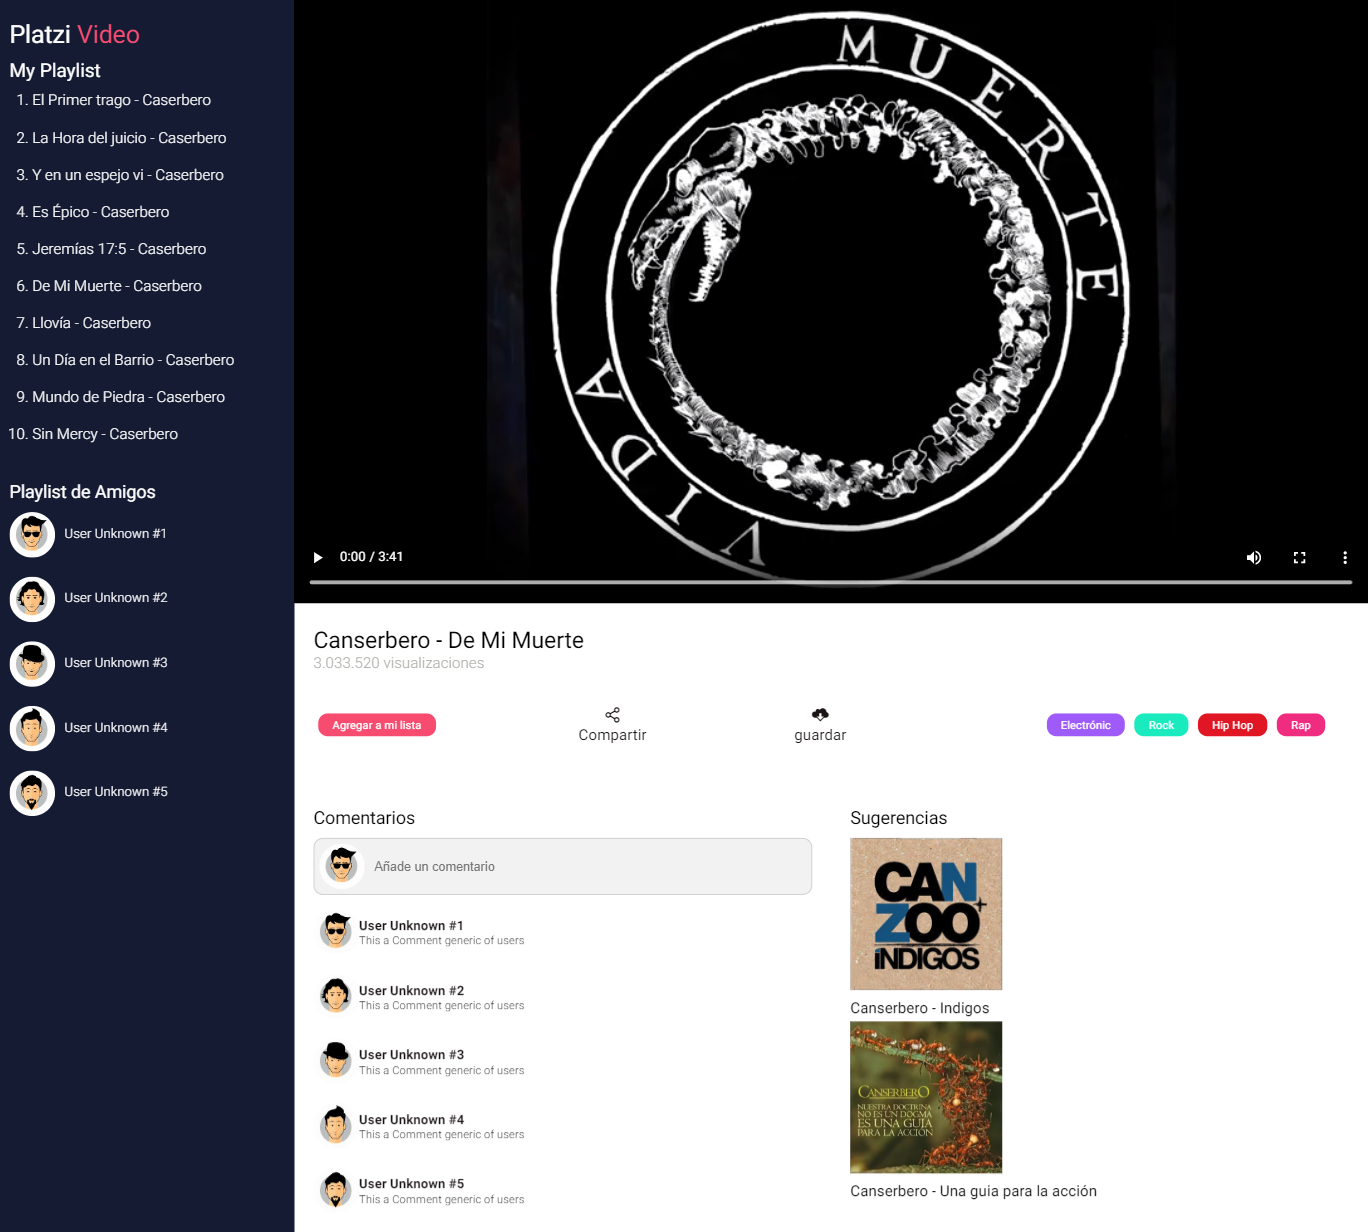 Platzi Video
My Playlist
1. El Primer trago - Caserbero
2. La Hora del juicio - Caserbero
3. Y en un espejo vi - Caserbero
4. Es Épico - Caserbero
5. Jeremías 17:5 - Caserbero
6. De Mi Muerte - Caserbero
7. Llovía - Caserbero
8. Un Día en el Barrio - Caserbero
9. Mundo de Piedra - Caserbero
10. Sin Mercy - Caserbero
Playlist de Amigos
User Unknown #1
User Unknown #2
User Unknown #3
User Unknown #4
User Unknown #5
MUERTE
VIDA
0:00 / 3:41
Canserbero - De Mi Muerte
3.033.520 visualizaciones
Agregar a mi lista
Compartir
guardar
Electrónic
Rock
Hip Hop
Rap
Comentarios
Añade un comentario
User Unknown #1
This a Comment generic of users
User Unknown #2
This a Comment generic of users
User Unknown #3
This a Comment generic of users
User Unknown #4
This a Comment generic of users
User Unknown #5
This a Comment generic of users
Sugerencias
CAN+
ZOO
iNDIGOS
Canserbero - Indigos
CANSERBERO
NUESTRA DOCTRINA
NO ES UN DOGMA
ES UNA GUIA
PARA LA ACCIÓN
Canserbero - Una guia para la acción